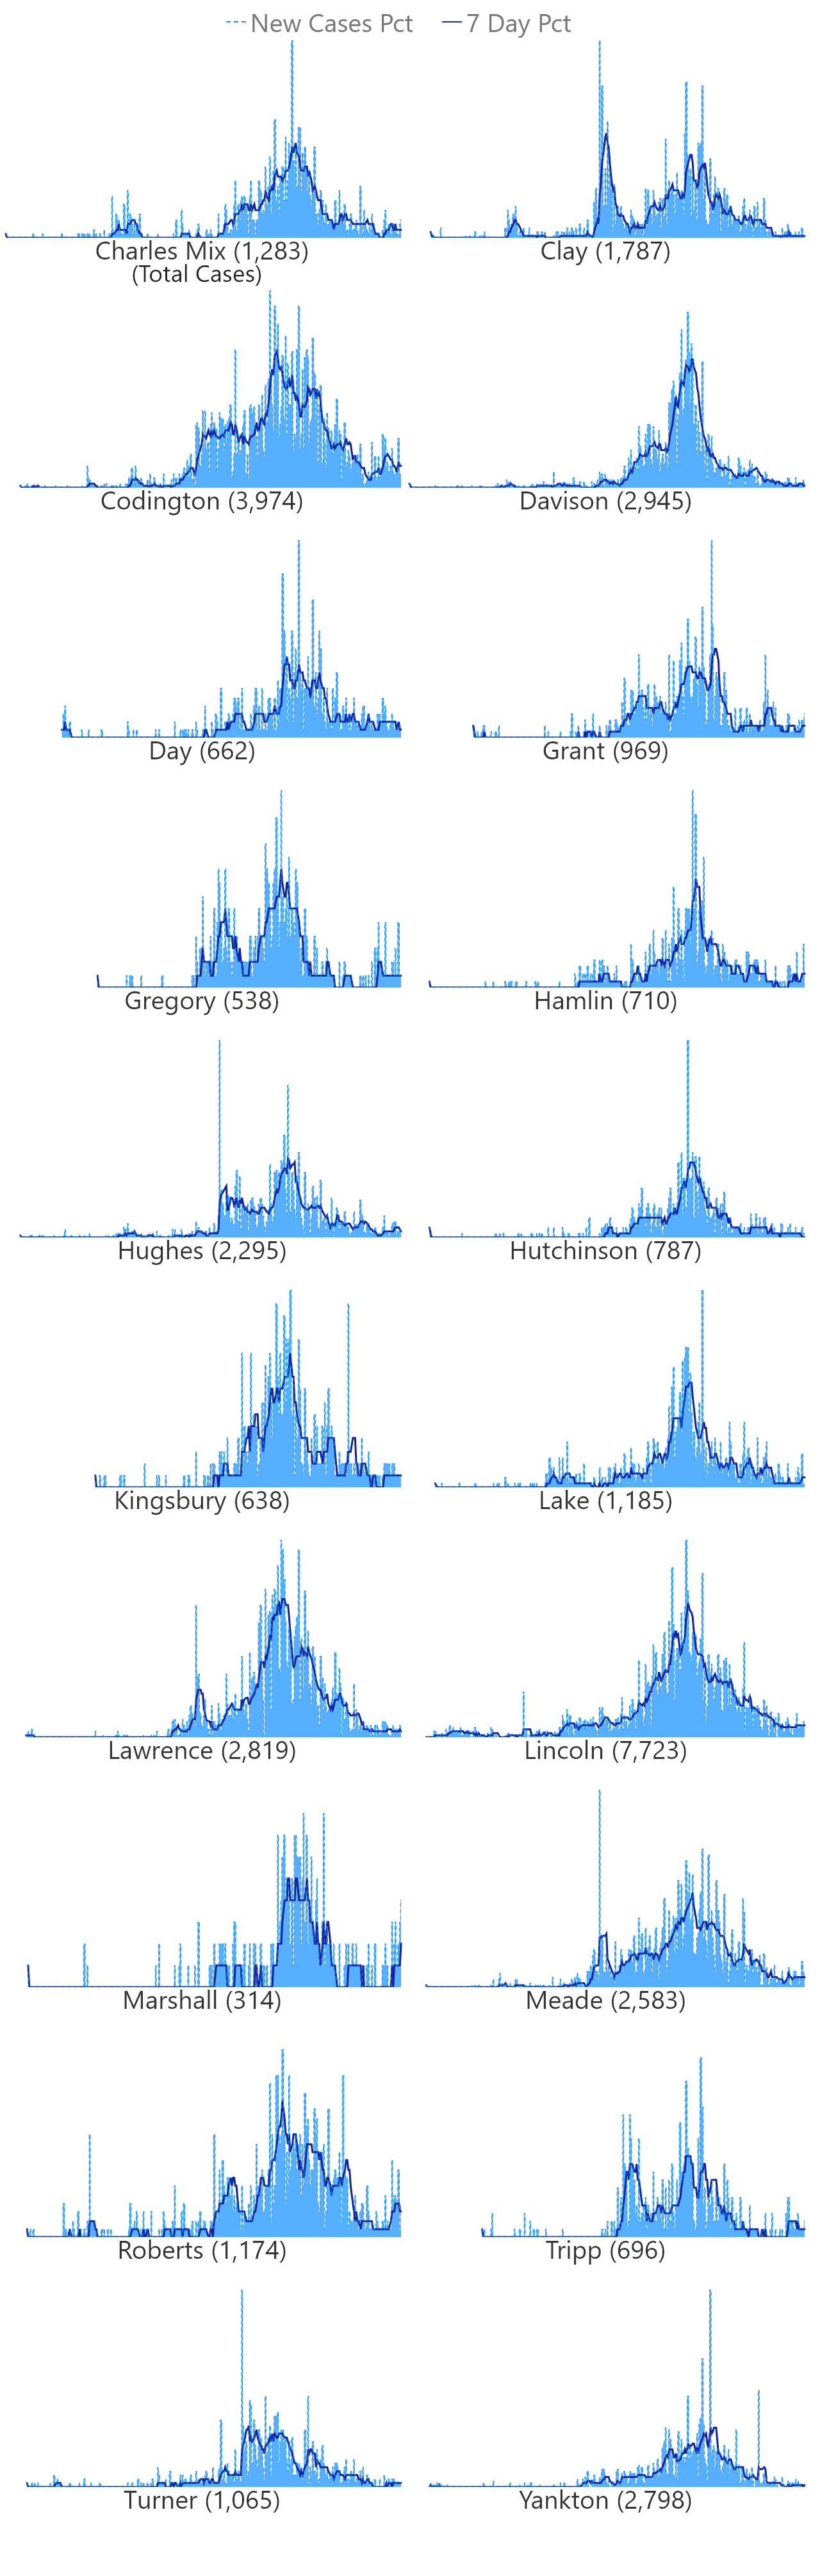 New Cases Pct 7 Day Pct
Charles Mix (1,283) Clay (1,787)
(Total Cases)
Codington (3,974) Davison (2,945)
Day (662) Grant (969)
Gregory (538) Hamlin (710)
Hughes (2,295) Hutchinson (787)
Kingsbury (638) Lake (1,185)
Lawrence (2,819) Lincoln (7,723)
Marshall (314) Meade (2,583)
Roberts (1,174) Tripp (696)
Turner (1,065) Yankton (2,798)